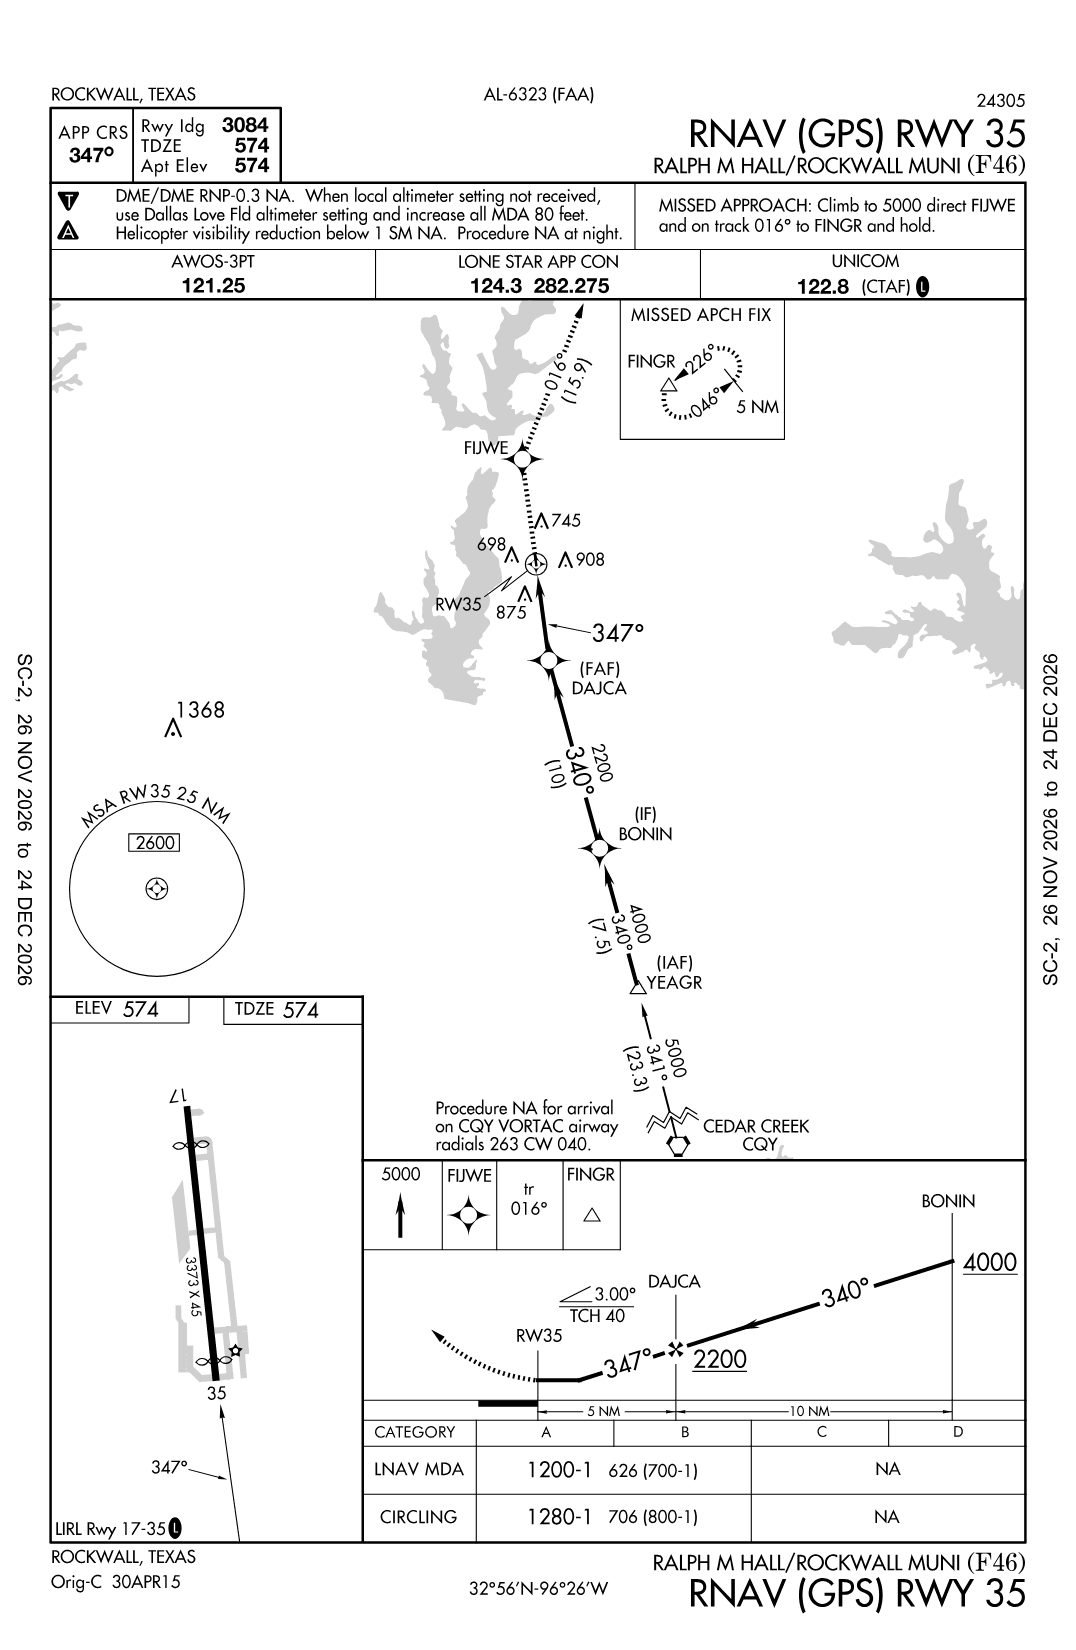 ROCKWALL, TEXAS
AL-6323 (FAA)
24305
APP CRS
347°
Rwy ldg 3084
TDZE 574
Apt Elev 574
RNAV (GPS) RWY 35
RALPH M HALL/ROCKWALL MUNI (F46)
T
A
DME/DME RNP-0.3 NA. When local altimeter setting not received,
use Dallas Love Fld altimeter setting and increase all MDA 80 feet.
Helicopter visibility reduction below 1 SM NA. Procedure NA at night.
MISSED APPROACH: Climb to 5000 direct FIJWE
and on track 016° to FINGR and hold.
AWOS-3PT
121.25
LONE STAR APP CON
124.3 282.275
UNICOM
122.8 (CTAF) L
MISSED APCH FIX
FINGR
226°
046°
5 NM
016°
(15.9)
FIJWE
745
698
908
RW35
875
347°
(FAF)
DAJCA
1368
2200
340°
(10)
MSA RW35 25 NM
2600
(IF)
BONIN
4000
340°
(7.5)
(IAF)
YEAGR
5000
341°
(23.3)
Procedure NA for arrival
on CQY VORTAC airway
radials 263 CW 040.
CEDAR CREEK
CQY
SC-2, 26 NOV 2026 to 24 DEC 2026
SC-2, 26 NOV 2026 to 24 DEC 2026
ELEV 574
TDZE 574
17
3373 X 45
35
347°
LIRL Rwy 17-35 L
5000
FIJWE
tr
016°
FINGR
BONIN
4000
DAJCA
340°
3.00°
TCH 40
RW35
347°
2200
5 NM
10 NM
CATEGORY A B C D
LNAV MDA 1200-1 626 (700-1) NA
CIRCLING 1280-1 706 (800-1) NA
ROCKWALL, TEXAS
Orig-C 30APR15
32°56'N-96°26'W
RALPH M HALL/ROCKWALL MUNI (F46)
RNAV (GPS) RWY 35